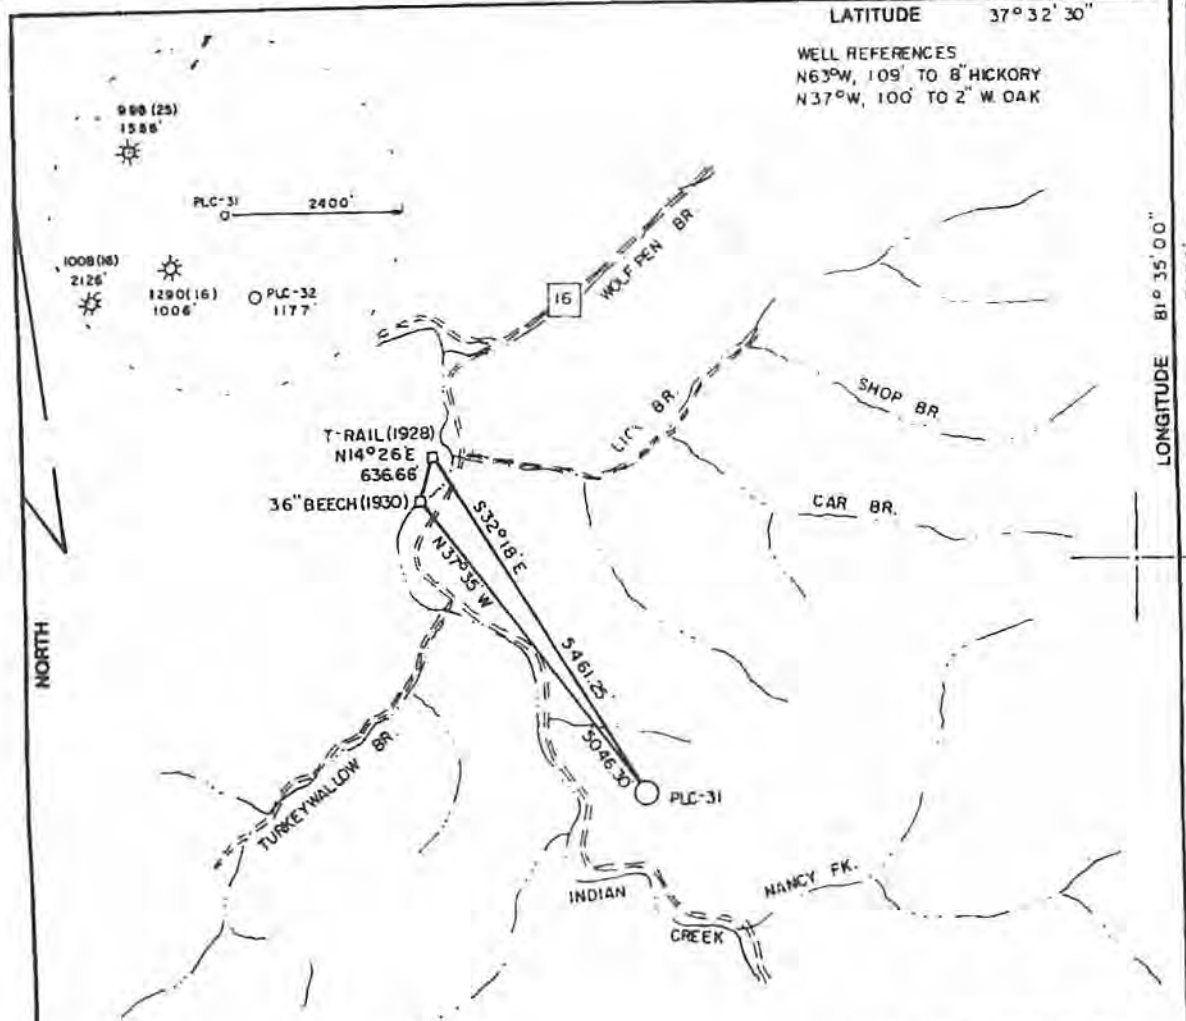 LATITUDE 37° 32' 30"
WELL REFERENCES
N63°W, 109' TO 8" HICKORY
N37°W, 100' TO 2" W. OAK
998 (25)
1586'
PLC-31
2400'
1008(18)
2126'
1290(16)
1006'
PLC-32
1177'
16
WOLF PEN BR.
LONGITUDE 81° 35' 00"
SHOP BR.
BR.
T-RAIL(1928)
N14°26'E
636.66'
36" BEECH(1930)
CAR BR.
S32°18'E
N37°35'W
5461.25'
5046.30'
NORTH
TURKEYWALLOW BR.
PLC-31
INDIAN
CREEK
NANCY FK.